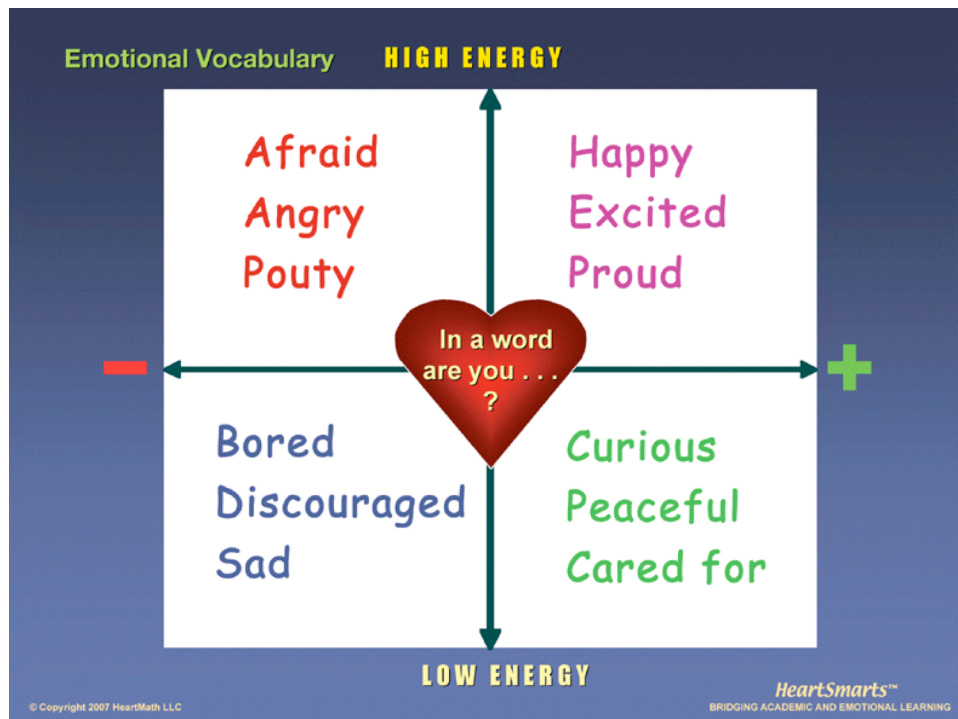 Emotional Vocabulary
HIGH ENERGY
Afraid
Angry
Pouty
Happy
Excited
Proud
In a word
are you . . .
?
−
+
Bored
Discouraged
Sad
Curious
Peaceful
Cared for
LOW ENERGY
HeartSmarts™
© Copyright 2007 HeartMath LLC
BRIDGING ACADEMIC AND EMOTIONAL LEARNING